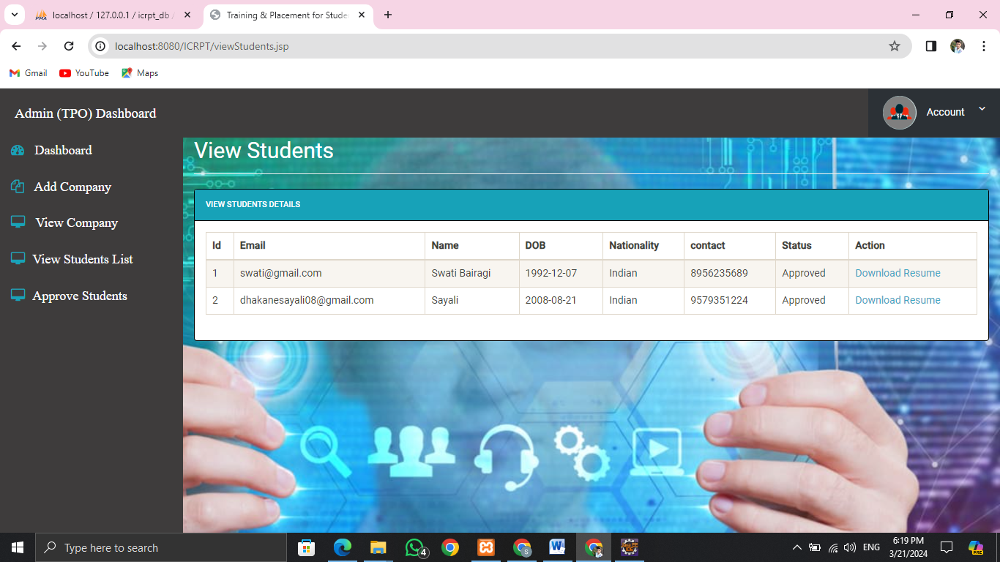 localhost / 127.0.0.1 / icrpt_db /
Training & Placement for Stude
localhost:8080/ICRPT/viewStudents.jsp
Gmail YouTube Maps
Admin (TPO) Dashboard
Account
Dashboard
Add Company
View Company
View Students List
Approve Students
View Students
VIEW STUDENTS DETAILS
Id Email Name DOB Nationality contact Status Action
1 swati@gmail.com Swati Bairagi 1992-12-07 Indian 8956235689 Approved Download Resume
2 dhakanesayali08@gmail.com Sayali 2008-08-21 Indian 9579351224 Approved Download Resume
Type here to search
4
S
W
ENG
6:19 PM
3/21/2024
PRE